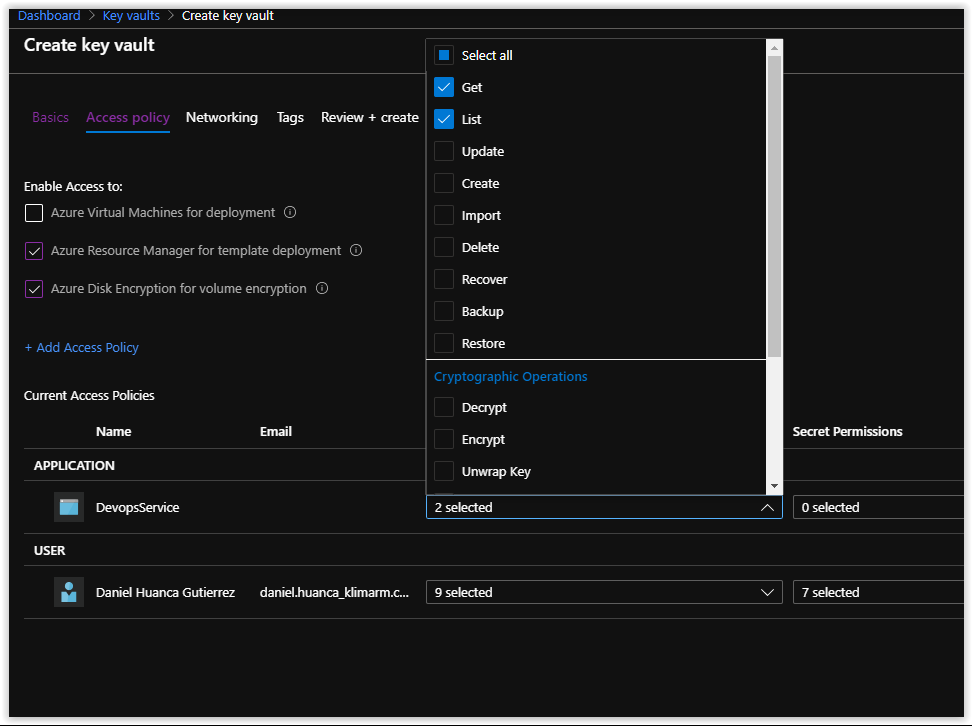 Dashboard > Key vaults > Create key vault
Create key vault
Basics Access policy Networking Tags Review + create
Enable Access to:
Azure Virtual Machines for deployment
Azure Resource Manager for template deployment
Azure Disk Encryption for volume encryption
+ Add Access Policy
Current Access Policies
Select all
Get
List
Update
Create
Import
Delete
Recover
Backup
Restore
Cryptographic Operations
Decrypt
Encrypt
Unwrap Key
Name Email Secret Permissions
APPLICATION
DevopsService 2 selected 0 selected
USER
Daniel Huanca Gutierrez daniel.huanca_klimarm.c... 9 selected 7 selected